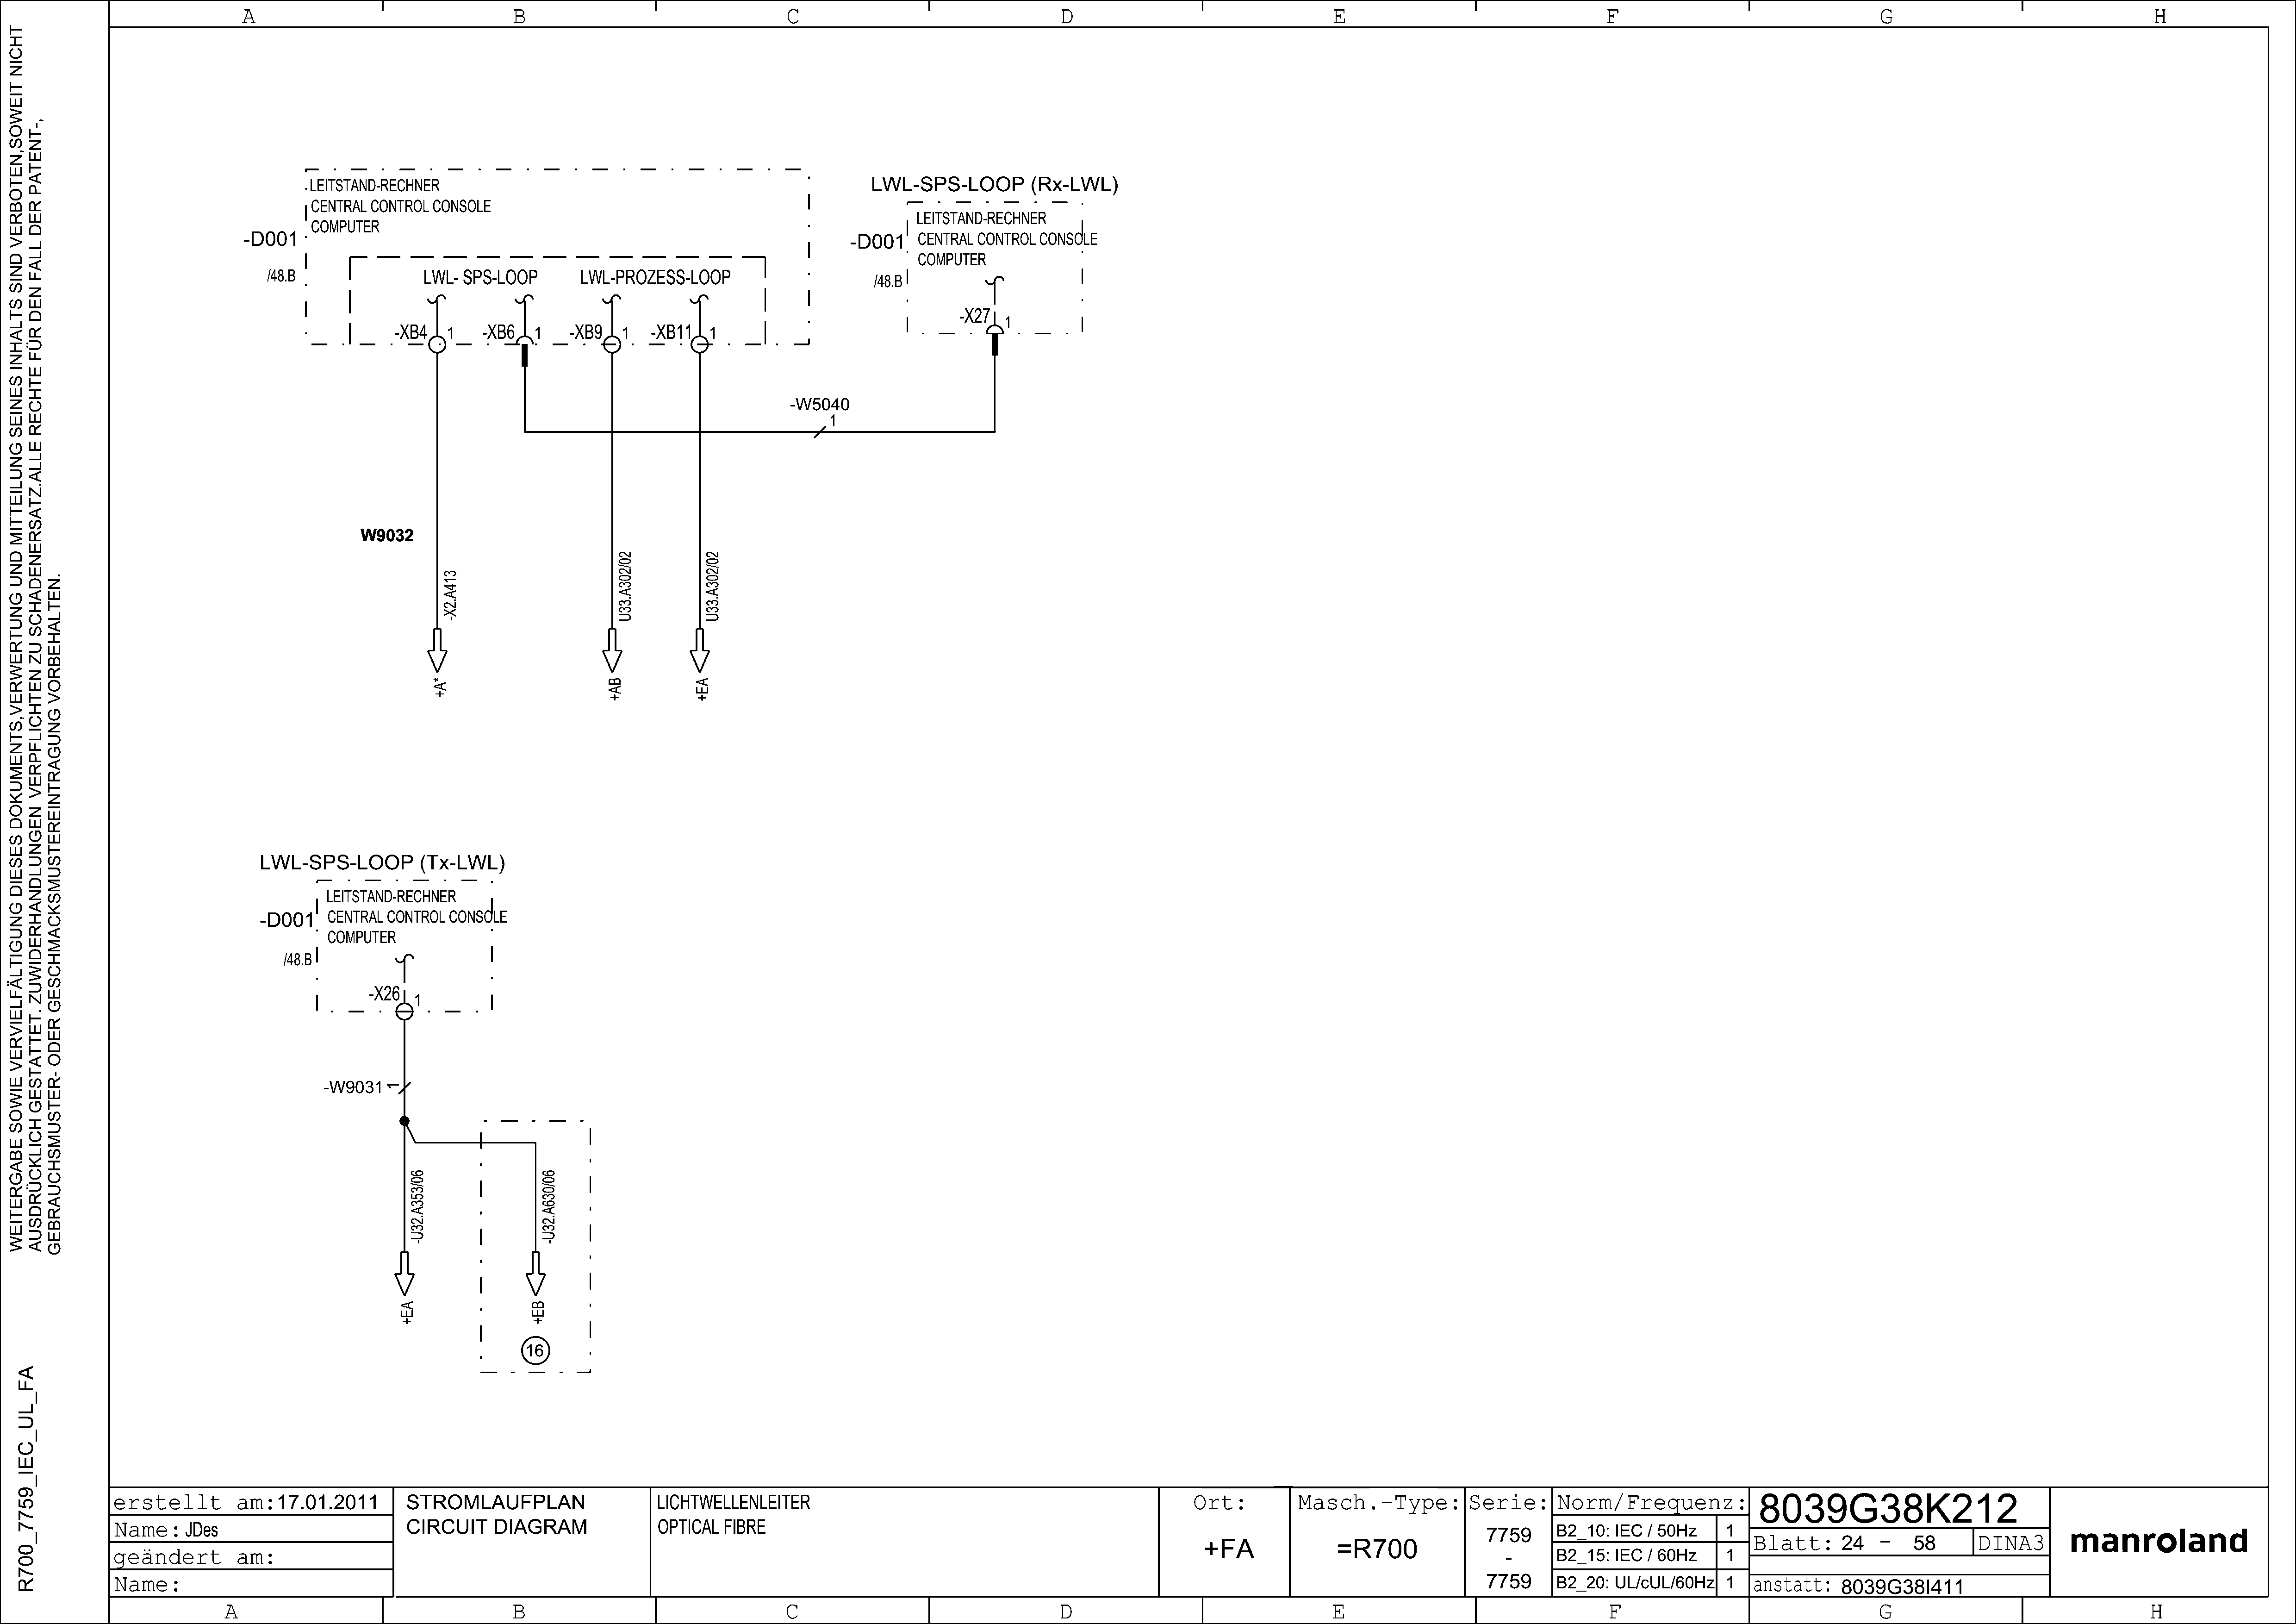 A B C D E F G H
WEITERGABE SOWIE VERVIELFÄLTIGUNG DIESES DOKUMENTS,VERWERTUNG UND MITTEILUNG SEINES INHALTS SIND VERBOTEN,SOWEIT NICHT
AUSDRÜCKLICH GESTATTET. ZUWIDERHANDLUNGEN VERPFLICHTEN ZU SCHADENERSATZ.ALLE RECHTE FÜR DEN FALL DER PATENT-,
GEBRAUCHSMUSTER- ODER GESCHMACKSMUSTEREINTRAGUNG VORBEHALTEN.
R700_7759_IEC_UL_FA
LEITSTAND-RECHNER
CENTRAL CONTROL CONSOLE
COMPUTER
-D001
/48.B
LWL- SPS-LOOP
LWL-PROZESS-LOOP
-XB4 1
-XB6 1
-XB9 1
-XB11 1
LWL-SPS-LOOP (Rx-LWL)
LEITSTAND-RECHNER
CENTRAL CONTROL CONSOLE
COMPUTER
-D001
/48.B
-X27 1
-W5040
1
W9032
-X2.A413
U33.A302/02
U33.A302/02
+A*
+AB
+EA
LWL-SPS-LOOP (Tx-LWL)
LEITSTAND-RECHNER
CENTRAL CONTROL CONSOLE
COMPUTER
-D001
/48.B
-X26 1
-W9031 1
-U32.A353/06
-U32.A630/06
+EA
+EB
16
erstellt am:17.01.2011
Name: JDes
geändert am:
Name:
STROMLAUFPLAN
CIRCUIT DIAGRAM
LICHTWELLENLEITER
OPTICAL FIBRE
Ort:
+FA
Masch.-Type:
=R700
Serie:
7759
-
7759
Norm/Frequenz:
B2_10: IEC / 50Hz 1
B2_15: IEC / 60Hz 1
B2_20: UL/cUL/60Hz 1
8039G38K212
Blatt: 24 - 58 DINA3
anstatt: 8039G38I411
manroland
A B C D E F G H